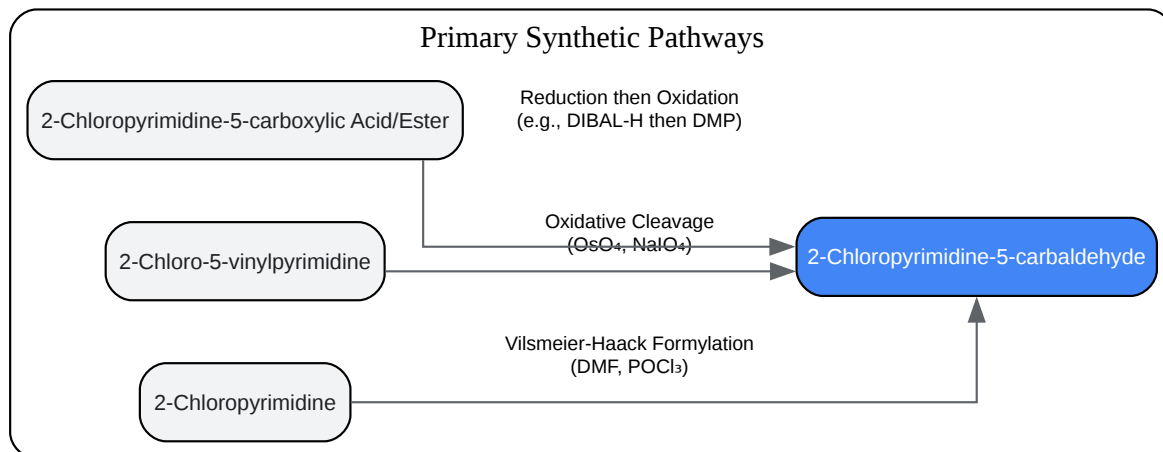 Primary Synthetic Pathways
2-Chloropyrimidine-5-carboxylic Acid/Ester
Reduction then Oxidation
(e.g., DIBAL-H then DMP)
Oxidative Cleavage
(OsO₄, NaIO₄)
2-Chloro-5-vinylpyrimidine
2-Chloropyrimidine-5-carbaldehyde
Vilsmeier-Haack Formylation
(DMF, POCl₃)
2-Chloropyrimidine